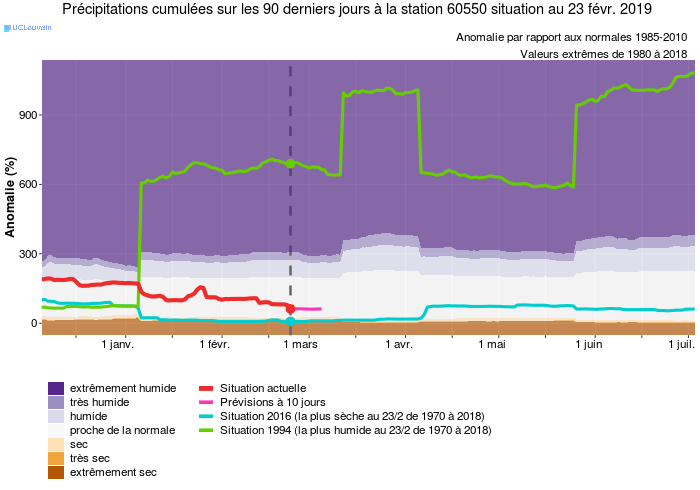 Précipitations cumulées sur les 90 derniers jours à la station 60550 situation au 23 févr. 2019
UCLouvain
Anomalie par rapport aux normales 1985-2010
Valeurs extrêmes de 1980 à 2018
Anomalie (%)
900
600
300
0
1 janv. 1 févr. 1 mars 1 avr. 1 mai 1 juin 1 juil.
extrêmement humide
très humide
humide
proche de la normale
sec
très sec
extrêmement sec
Situation actuelle
Prévisions à 10 jours
Situation 2016 (la plus sèche au 23/2 de 1970 à 2018)
Situation 1994 (la plus humide au 23/2 de 1970 à 2018)